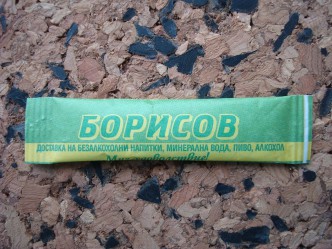 БОРИСОВ
ДОСТАВКА НА БЕЗАЛКОХОЛНИ НАПИТКИ, МИНЕРАЛНА ВОДА, ПИВО, АЛКОХОЛ